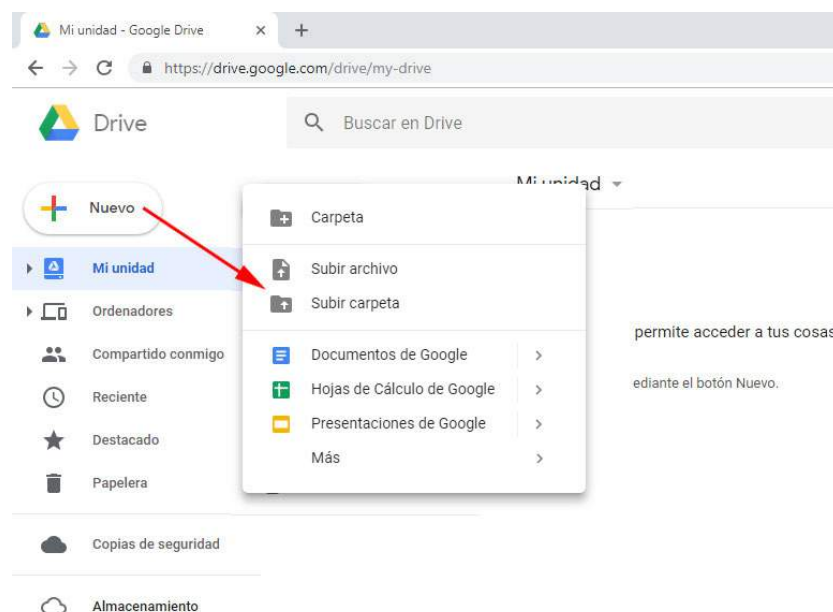 Mi unidad - Google Drive
https://drive.google.com/drive/my-drive
Drive
Buscar en Drive
Mi unidad
Nuevo
Carpeta
Mi unidad
Subir archivo
Ordenadores
Subir carpeta
permite acceder a tus cosas
Compartido conmigo
Documentos de Google
ediante el botón Nuevo.
Reciente
Hojas de Cálculo de Google
Destacado
Presentaciones de Google
Más
Papelera
Copias de seguridad
Almacenamiento